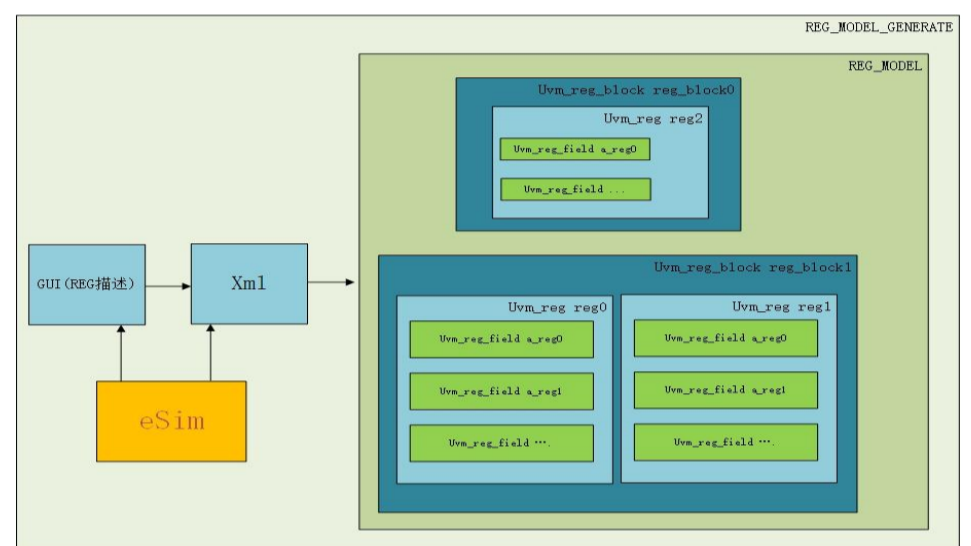 REG_MODEL_GENERATE
REG_MODEL
Uvm_reg_block reg_block0
Uvm_reg reg2
Uvm_reg_field a_reg0
Uvm_reg_field ...
GUI(REG描述)
Xml
eSim
Uvm_reg_block reg_block1
Uvm_reg reg0
Uvm_reg_field a_reg0
Uvm_reg_field a_reg1
Uvm_reg_field ….
Uvm_reg reg1
Uvm_reg_field a_reg0
Uvm_reg_field a_reg1
Uvm_reg_field ….